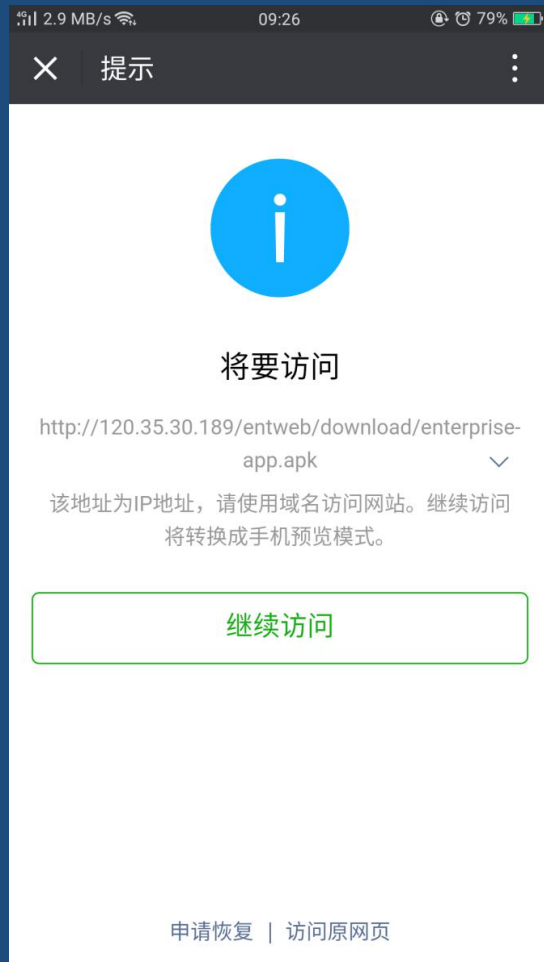 4G 2.9 MB/s 09:26 79%
提示
i
将要访问
http://120.35.30.189/entweb/download/enterprise-
app.apk
该地址为IP地址，请使用域名访问网站。继续访问
将转换成手机预览模式。
继续访问
申请恢复 | 访问原网页